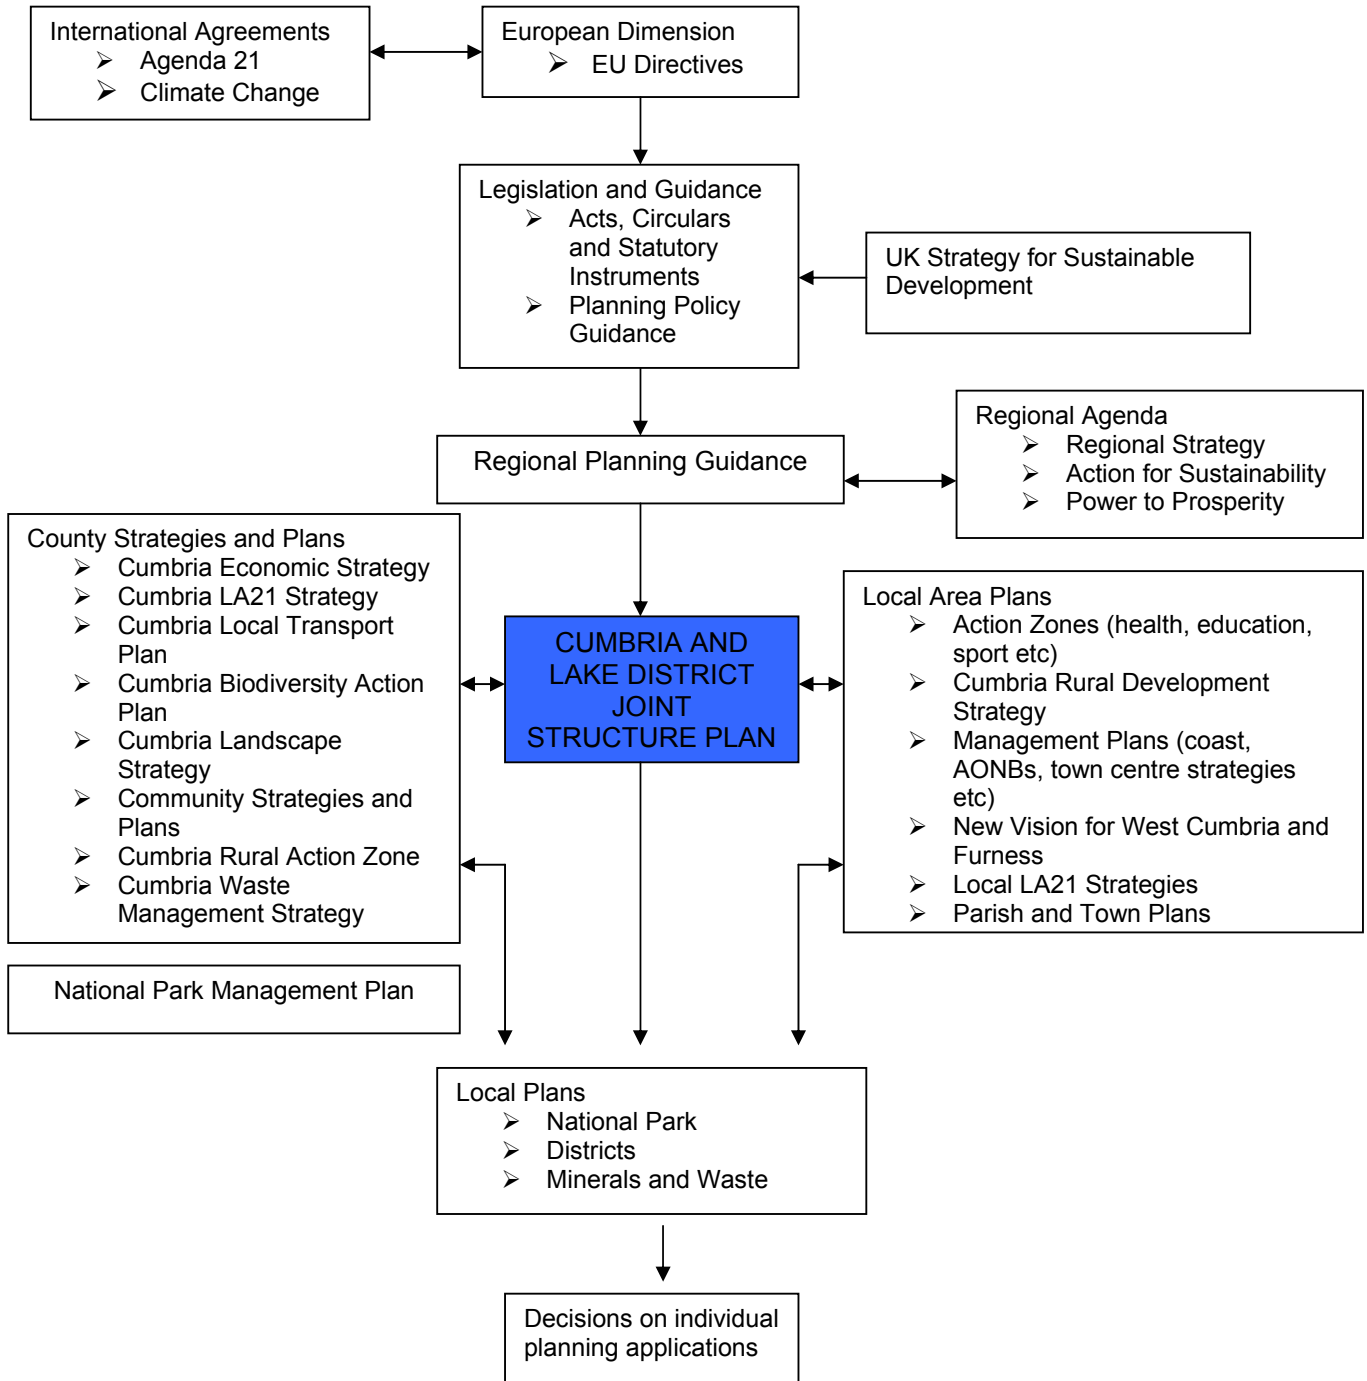 International Agreements
➢ Agenda 21
➢ Climate Change
European Dimension
➢ EU Directives
Legislation and Guidance
➢ Acts, Circulars
and Statutory
Instruments
➢ Planning Policy
Guidance
UK Strategy for Sustainable
Development
Regional Planning Guidance
Regional Agenda
➢ Regional Strategy
➢ Action for Sustainability
➢ Power to Prosperity
County Strategies and Plans
➢ Cumbria Economic Strategy
➢ Cumbria LA21 Strategy
➢ Cumbria Local Transport
Plan
➢ Cumbria Biodiversity Action
Plan
➢ Cumbria Landscape
Strategy
➢ Community Strategies and
Plans
➢ Cumbria Rural Action Zone
➢ Cumbria Waste
Management Strategy
CUMBRIA AND
LAKE DISTRICT
JOINT
STRUCTURE PLAN
Local Area Plans
➢ Action Zones (health, education,
sport etc)
➢ Cumbria Rural Development
Strategy
➢ Management Plans (coast,
AONBs, town centre strategies
etc)
➢ New Vision for West Cumbria and
Furness
➢ Local LA21 Strategies
➢ Parish and Town Plans
National Park Management Plan
Local Plans
➢ National Park
➢ Districts
➢ Minerals and Waste
Decisions on individual
planning applications